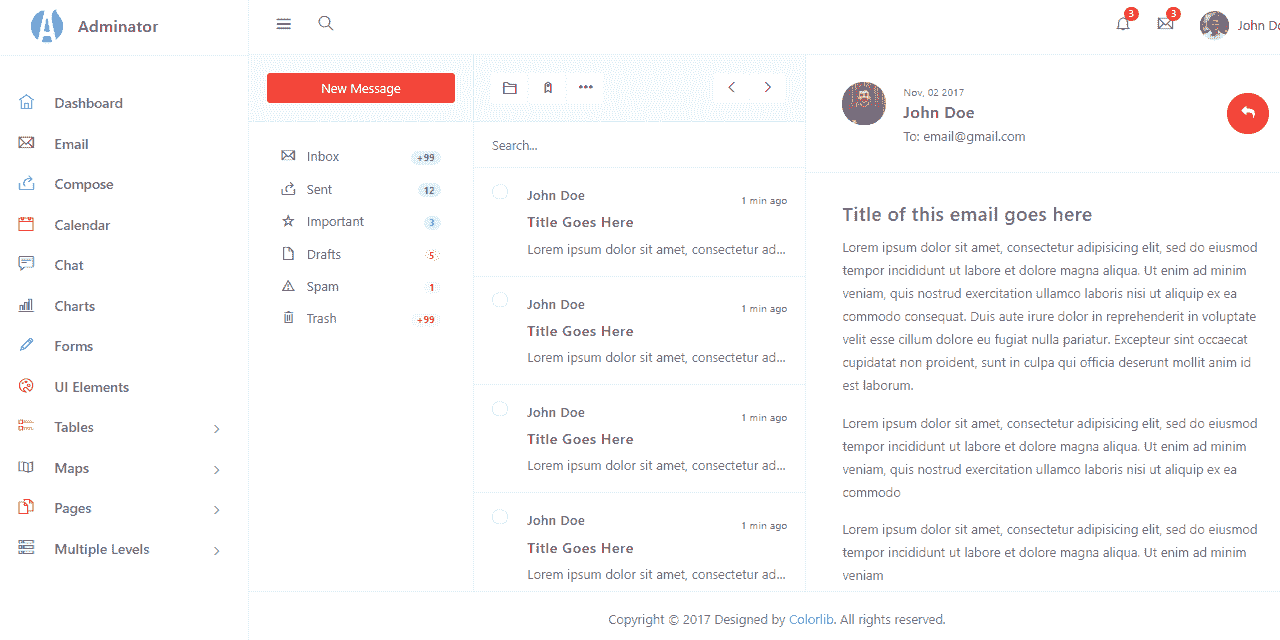 Adminator
3
3
John Do
Dashboard
Email
Compose
Calendar
Chat
Charts
Forms
UI Elements
Tables
Maps
Pages
Multiple Levels
New Message
Inbox +99
Sent 12
Important 3
Drafts 5
Spam 1
Trash +99
Search...
John Doe
1 min ago
Title Goes Here
Lorem ipsum dolor sit amet, consectetur ad...
John Doe
1 min ago
Title Goes Here
Lorem ipsum dolor sit amet, consectetur ad...
John Doe
1 min ago
Title Goes Here
Lorem ipsum dolor sit amet, consectetur ad...
John Doe
1 min ago
Title Goes Here
Lorem ipsum dolor sit amet, consectetur ad...
Nov, 02 2017
John Doe
To: email@gmail.com
Title of this email goes here
Lorem ipsum dolor sit amet, consectetur adipisicing elit, sed do eiusmod
tempor incididunt ut labore et dolore magna aliqua. Ut enim ad minim
veniam, quis nostrud exercitation ullamco laboris nisi ut aliquip ex ea
commodo consequat. Duis aute irure dolor in reprehenderit in voluptate
velit esse cillum dolore eu fugiat nulla pariatur. Excepteur sint occaecat
cupidatat non proident, sunt in culpa qui officia deserunt mollit anim id
est laborum.
Lorem ipsum dolor sit amet, consectetur adipisicing elit, sed do eiusmod
tempor incididunt ut labore et dolore magna aliqua. Ut enim ad minim
veniam, quis nostrud exercitation ullamco laboris nisi ut aliquip ex ea
commodo
Lorem ipsum dolor sit amet, consectetur adipisicing elit, sed do eiusmod
tempor incididunt ut labore et dolore magna aliqua. Ut enim ad minim
veniam
Copyright © 2017 Designed by Colorlib. All rights reserved.